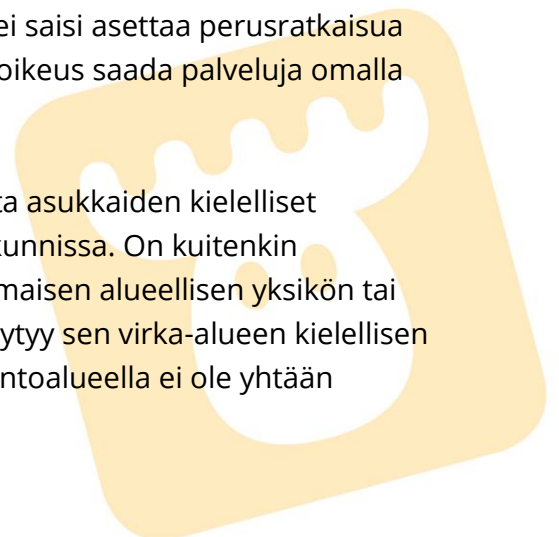 ei saisi asettaa perusratkaisua
oikeus saada palveluja omalla
ta asukkaiden kielelliset
kunnissa. On kuitenkin
maisen alueellisen yksikön tai
ytyy sen virka-alueen kielellisen
ntoalueella ei ole yhtään